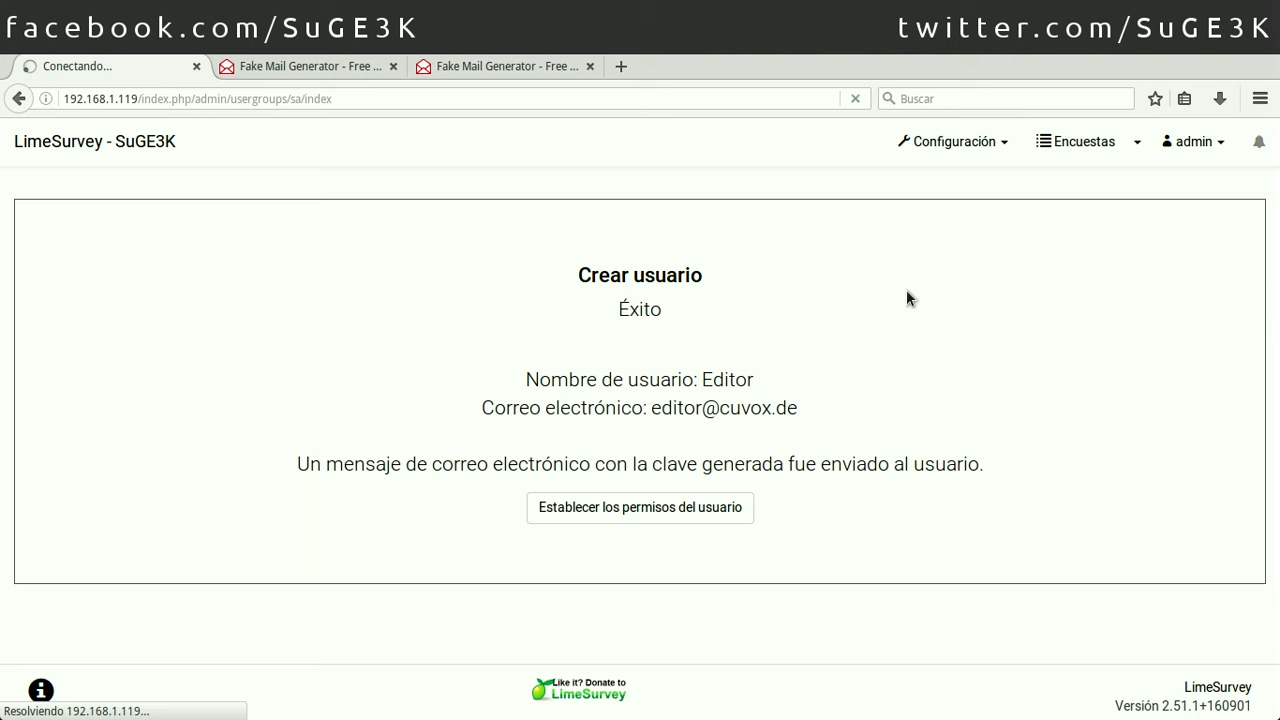 facebook.com/SuGE3K twitter.com/SuGE3K
Conectando... Fake Mail Generator - Free ... Fake Mail Generator - Free ...
192.168.1.119/index.php/admin/usergroups/sa/index Buscar
LimeSurvey - SuGE3K Configuración Encuestas admin
Crear usuario
Éxito
Nombre de usuario: Editor
Correo electrónico: editor@cuvox.de
Un mensaje de correo electrónico con la clave generada fue enviado al usuario.
Establecer los permisos del usuario
Like it? Donate to
LimeSurvey
LimeSurvey
Versión 2.51.1+160901
Resolviendo 192.168.1.119...